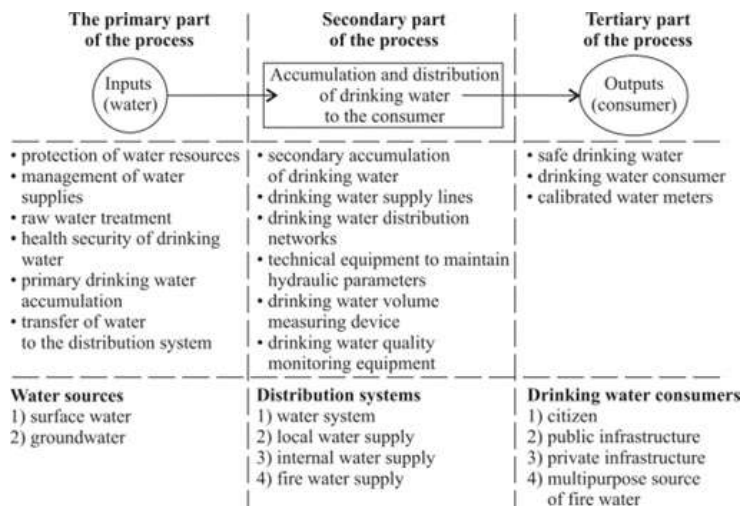 The primary part
of the process
Secondary part
of the process
Tertiary part
of the process
Inputs
(water)
Accumulation and distribution
of drinking water
to the consumer
Outputs
(consumer)
• protection of water resources
• management of water
supplies
• raw water treatment
• health security of drinking
water
• primary drinking water
accumulation
• transfer of water
to the distribution system
• secondary accumulation
of drinking water
• drinking water supply lines
• drinking water distribution
networks
• technical equipment to maintain
hydraulic parameters
• drinking water volume
measuring device
• drinking water quality
monitoring equipment
• safe drinking water
• drinking water consumer
• calibrated water meters
Water sources
1) surface water
2) groundwater
Distribution systems
1) water system
2) local water supply
3) internal water supply
4) fire water supply
Drinking water consumers
1) citizen
2) public infrastructure
3) private infrastructure
4) multipurpose source
of fire water